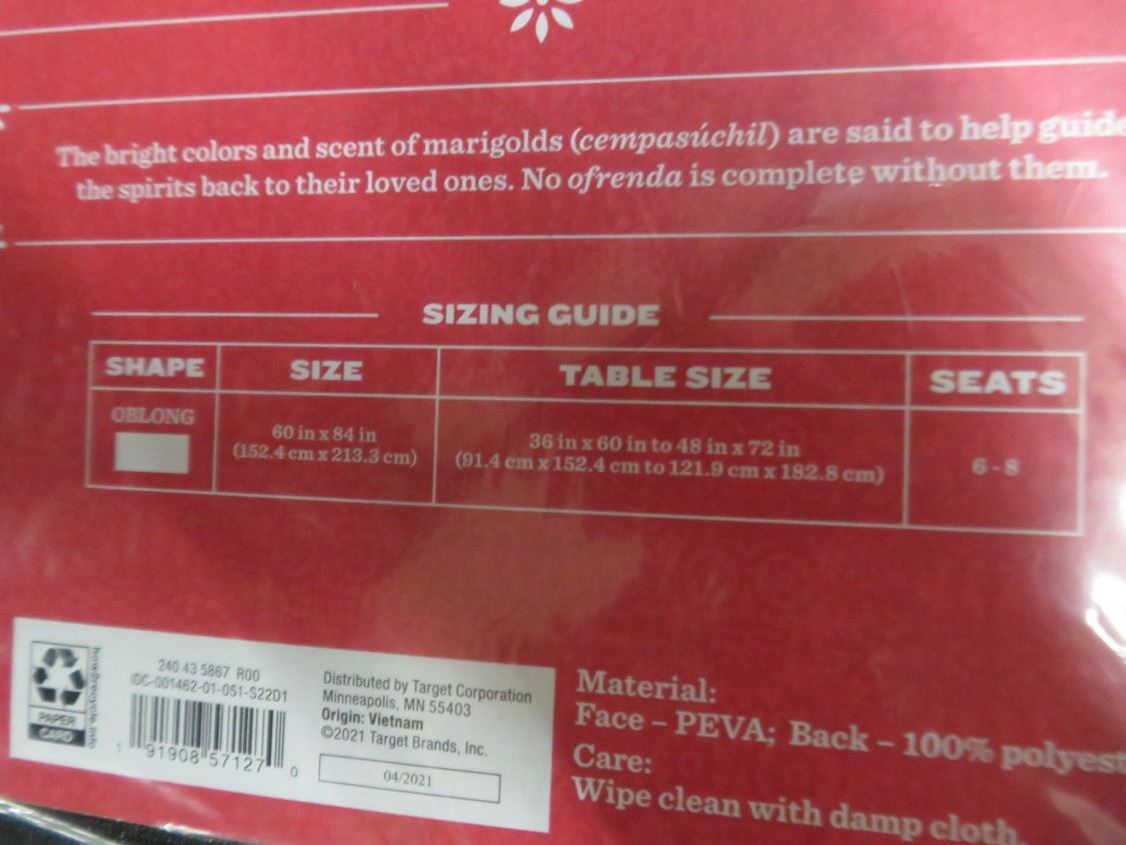 The bright colors and scent of marigolds (cempasúchil) are said to help guide
the spirits back to their loved ones. No ofrenda is complete without them.
SIZING GUIDE
SHAPE SIZE TABLE SIZE SEATS
OBLONG
60 in x 84 in
(152.4 cm x 213.3 cm)
36 in x 60 in to 48 in x 72 in
(91.4 cm x 152.4 cm to 121.9 cm x 182.8 cm)
6 - 8
PAPER
CARD
how2recycle.info
240 43 5867 R00
IDC-001462-01-051-S22D1
1 91908 57127 0
Distributed by Target Corporation
Minneapolis, MN 55403
Origin: Vietnam
©2021 Target Brands, Inc.
04/2021
Material:
Face – PEVA; Back – 100% polyest
Care:
Wipe clean with damp cloth.